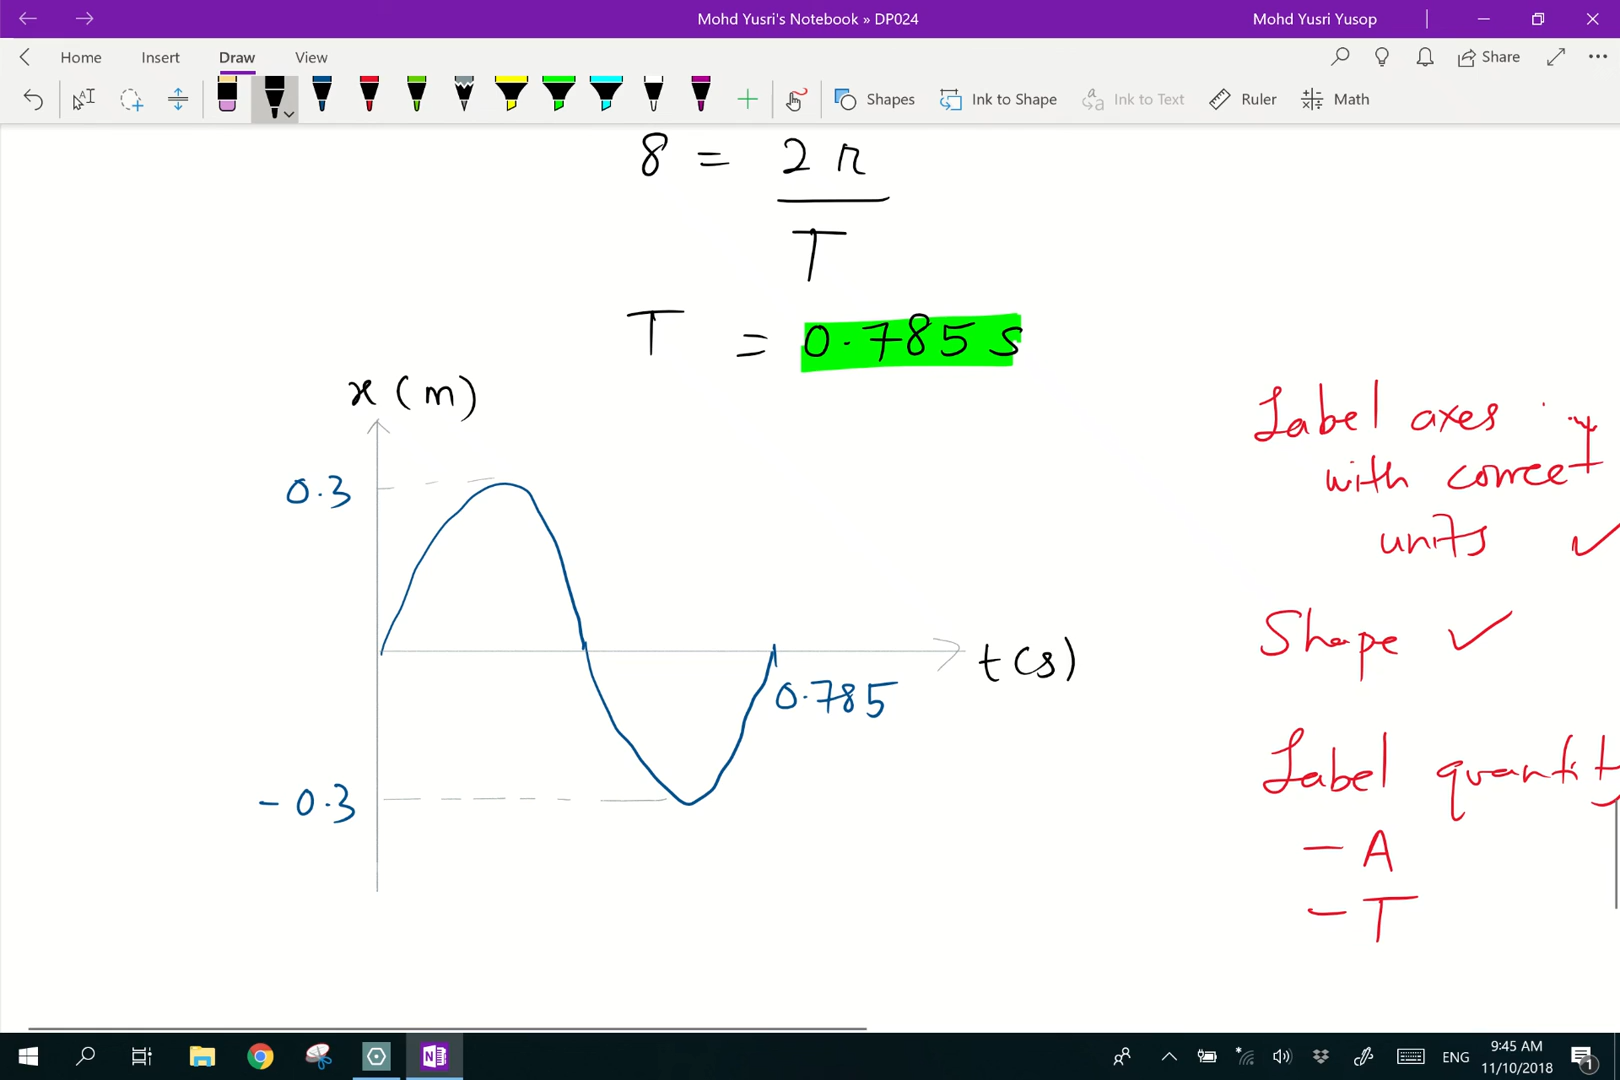 Mohd Yusri's Notebook » DP024
Mohd Yusri Yusop
Home
Insert
Draw
View
Share
Shapes
Ink to Shape
Ink to Text
Ruler
Math
8 = 2π
T
T = 0.785 s
x (m)
0.3
-0.3
0.785
t(s)
Label axes
with correct
units ✓
Shape ✓
Label quantity
- A
- T
ENG
9:45 AM
11/10/2018
1